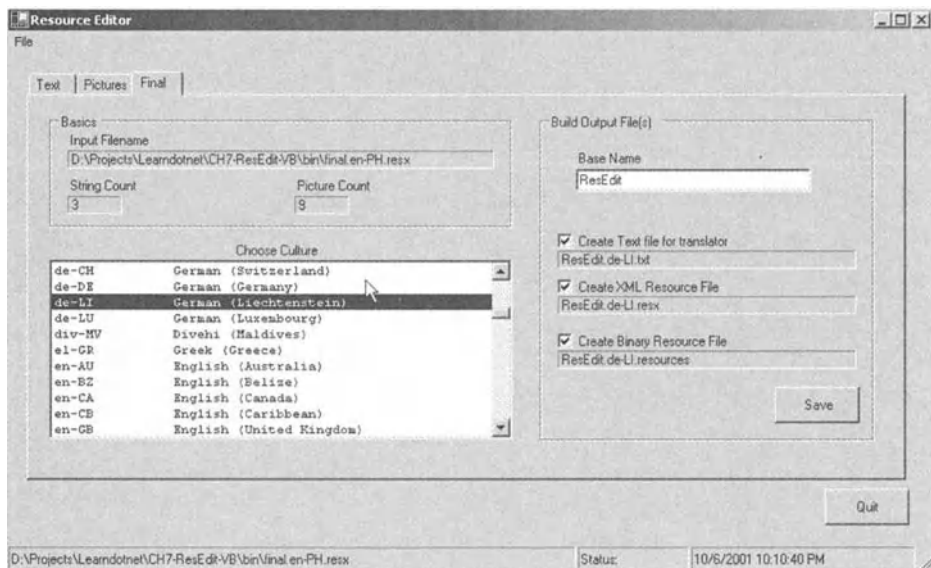 Resource Editor
File
Text Pictures Final
Basics
Input Filename
D:\Projects\Learndotnet\CH7-ResEdit-VB\bin\final.en-PH.resx
String Count Picture Count
3 9
Choose Culture
de-CH German (Switzerland)
de-DE German (Germany)
de-LI German (Liechtenstein)
de-LU German (Luxembourg)
div-MV Divehi (Maldives)
el-GR Greek (Greece)
en-AU English (Australia)
en-BZ English (Belize)
en-CA English (Canada)
en-CB English (Caribbean)
en-GB English (United Kingdom)
Build Output File(s)
Base Name
ResEdit
Create Text file for translator
ResEdit.de-LI.txt
Create XML Resource File
ResEdit.de-LI.resx
Create Binary Resource File
ResEdit.de-LI.resources
Save
Quit
D:\Projects\Learndotnet\CH7-ResEdit-VB\bin\final.en-PH.resx Status: 10/6/2001 10:10:40 PM